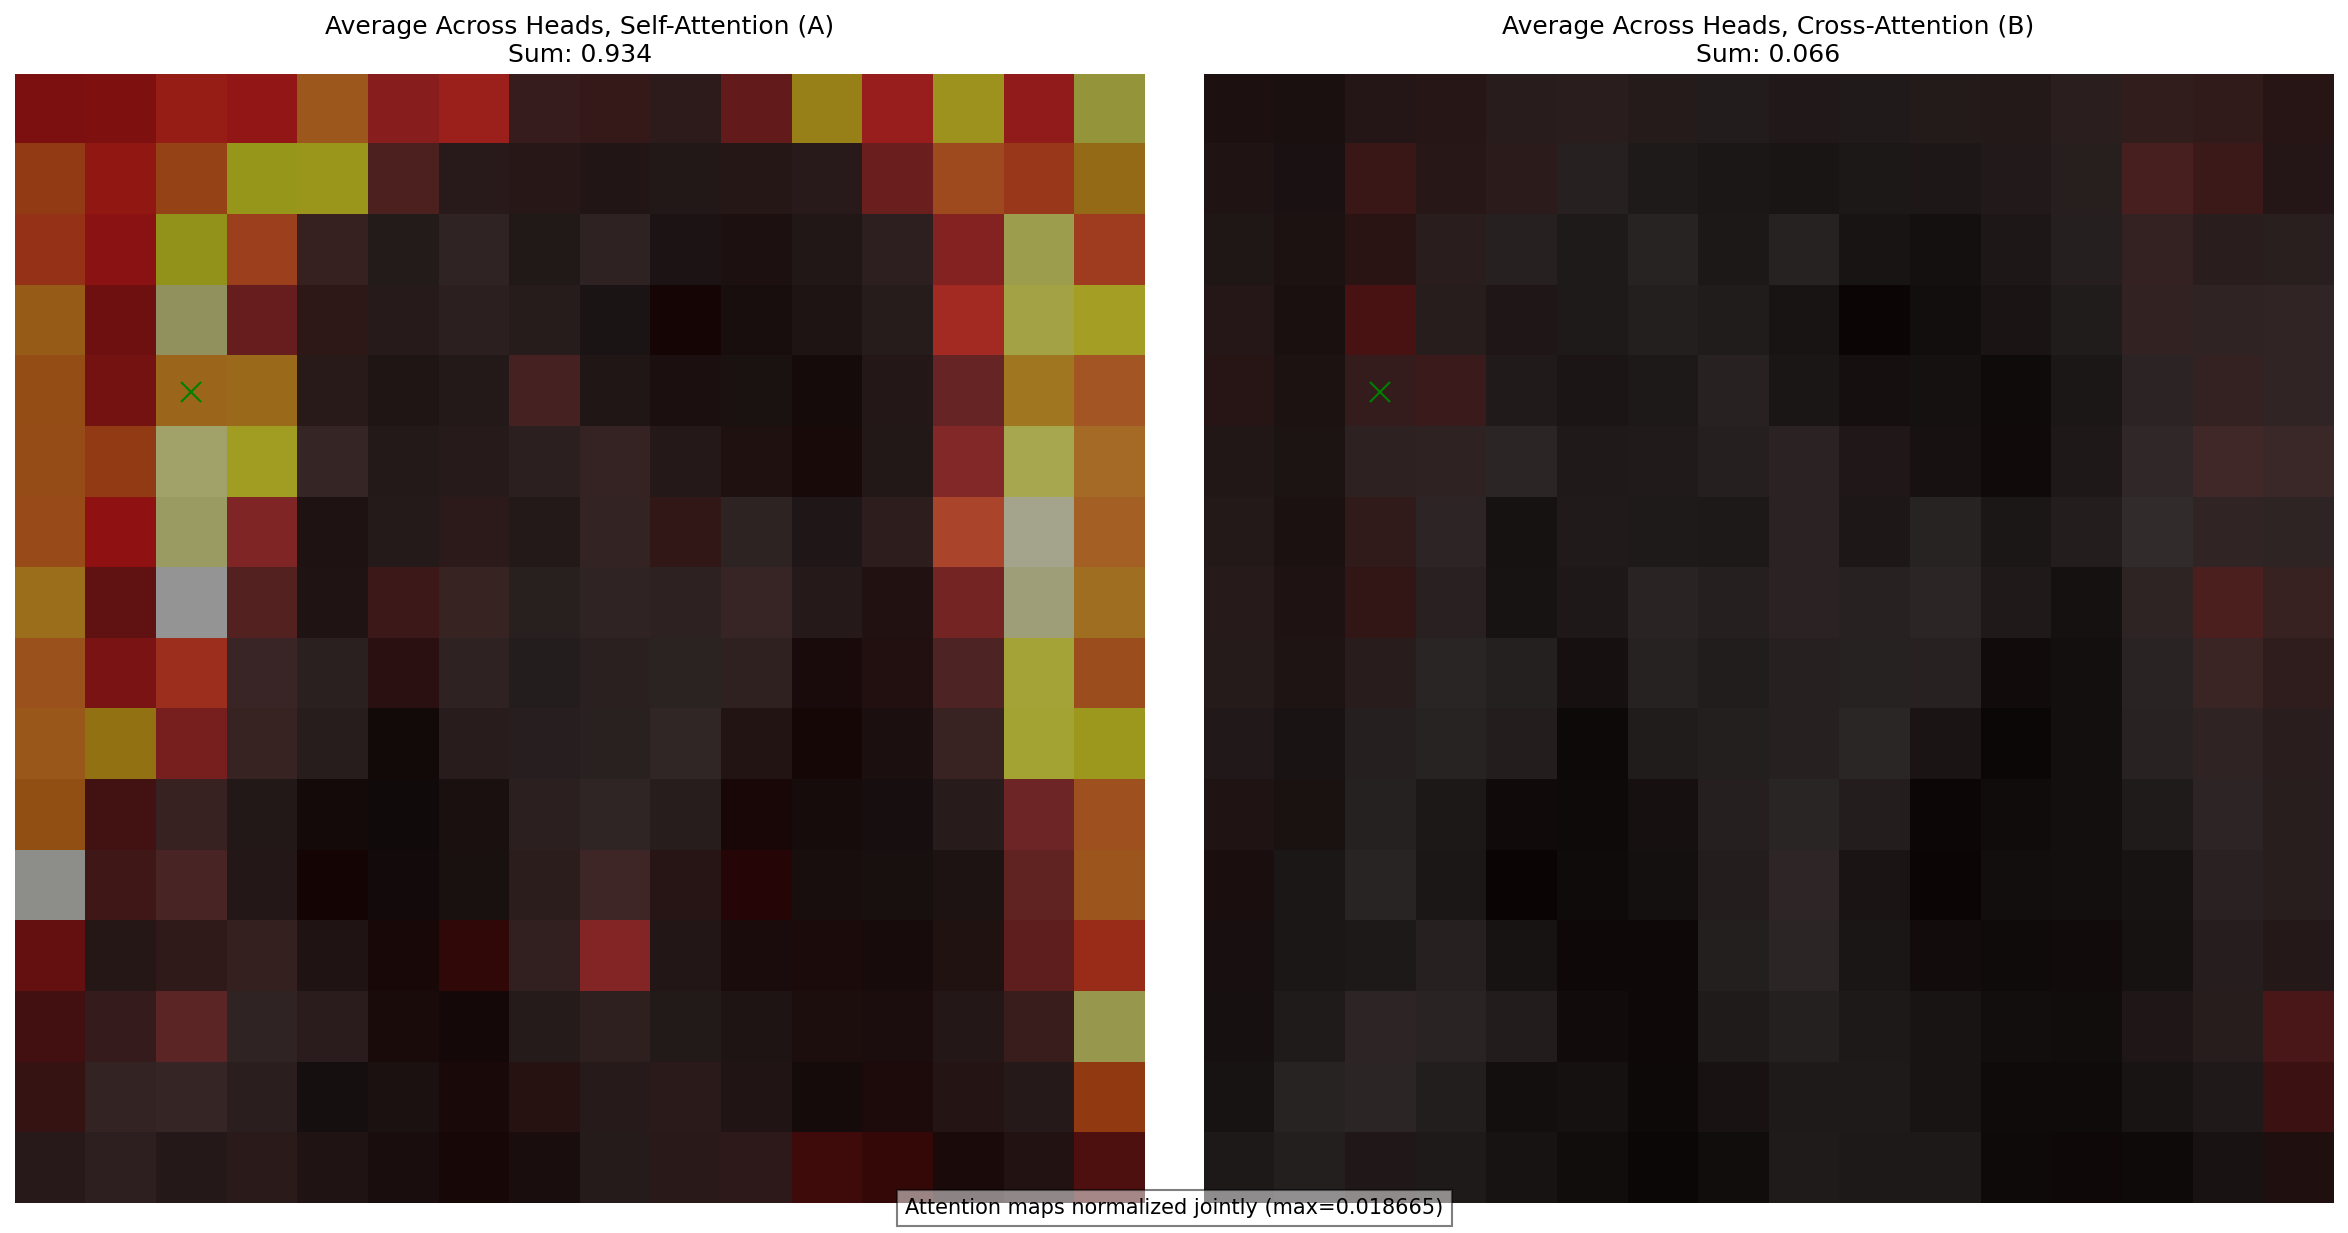 Average Across Heads, Self-Attention (A)
Sum: 0.934
Average Across Heads, Cross-Attention (B)
Sum: 0.066
Attention maps normalized jointly (max=0.018665)